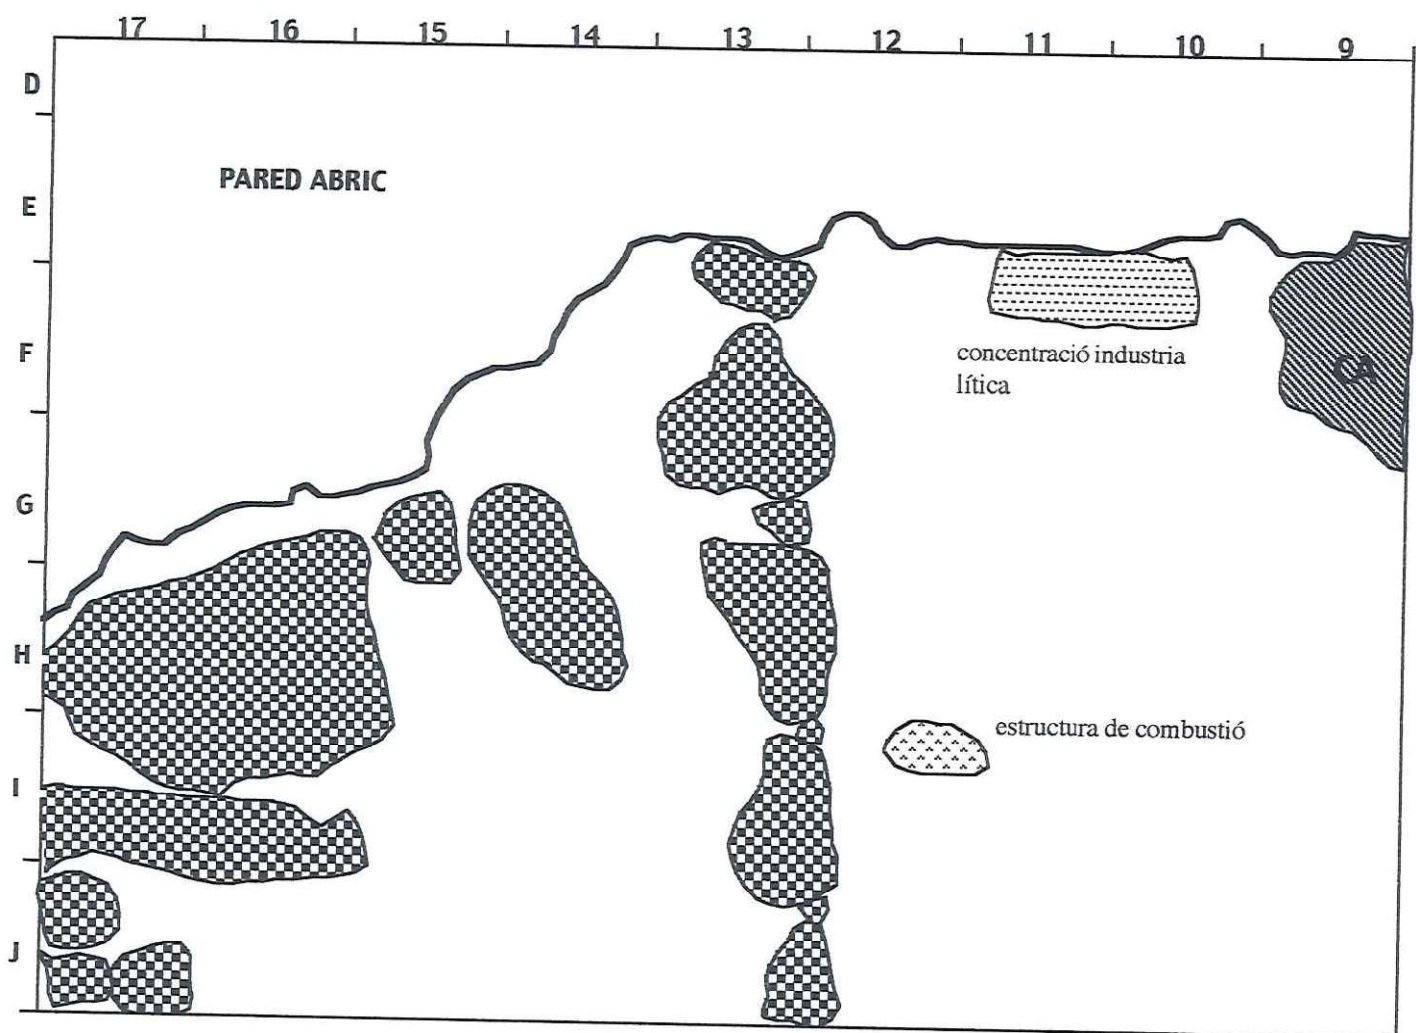 17 16 15 14 13 12 11 10 9
D
PARED ABRIC
E
F
concentració industria
lítica
CA
G
H
estructura de combustió
I
J